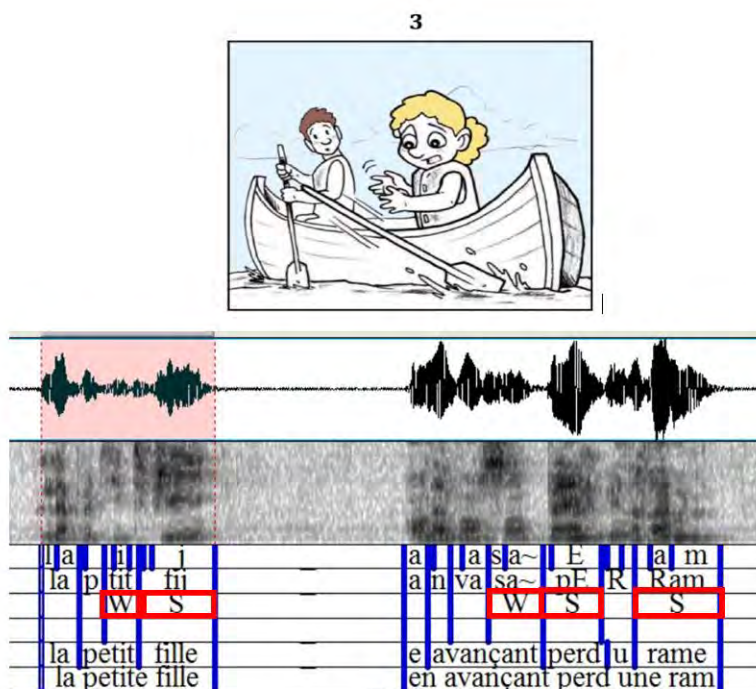 3
l a i j a a s a~ E a m
la p tit fij a n va sa~ pE R Ram
W S W S S
la petit fille e avançant perd u rame
la petite fille en avançant perd une ram